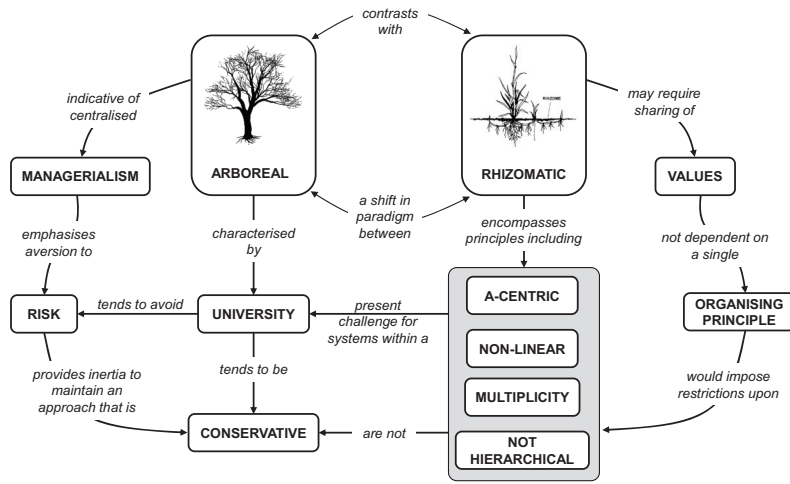 contrasts
with
ARBOREAL
RHIZOME
RHIZOMATIC
indicative of
centralised
may require
sharing of
MANAGERIALISM
VALUES
a shift in
paradigm
between
emphasises
aversion to
characterised
by
encompasses
principles including
not dependent on
a single
RISK
tends to avoid
UNIVERSITY
present
challenge for
systems within a
A-CENTRIC
NON-LINEAR
MULTIPLICITY
NOT
HIERARCHICAL
ORGANISING
PRINCIPLE
provides inertia to
maintain an
approach that is
tends to be
would impose
restrictions upon
CONSERVATIVE
are not